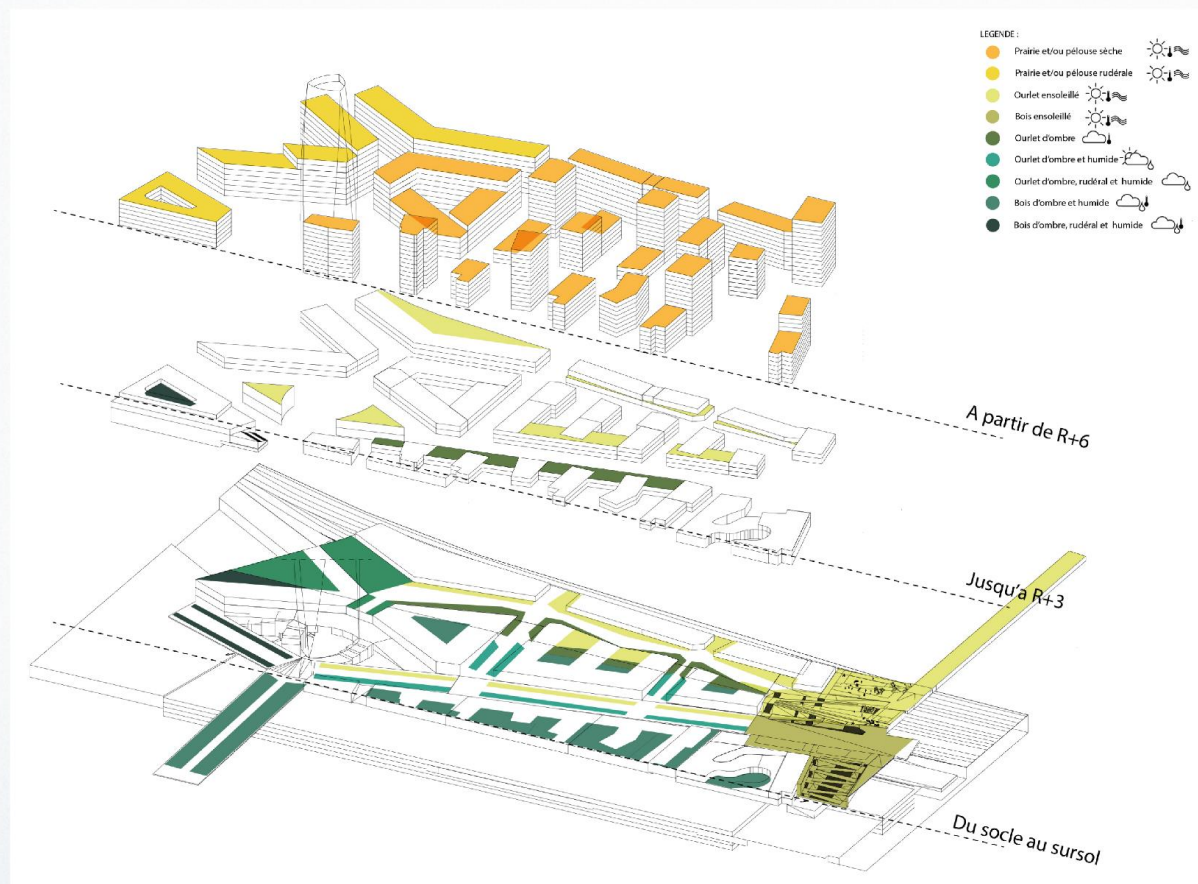 LEGENDE :
Prairie et/ou pélouse sèche
Prairie et/ou pélouse rudérale
Ourlet ensoleillé
Bois ensoleillé
Ourlet d'ombre
Ourlet d'ombre et humide
Ourlet d'ombre, rudéral et humide
Bois d'ombre et humide
Bois d'ombre, rudéral et humide
A partir de R+6
Jusqu'a R+3
Du socle au sursol